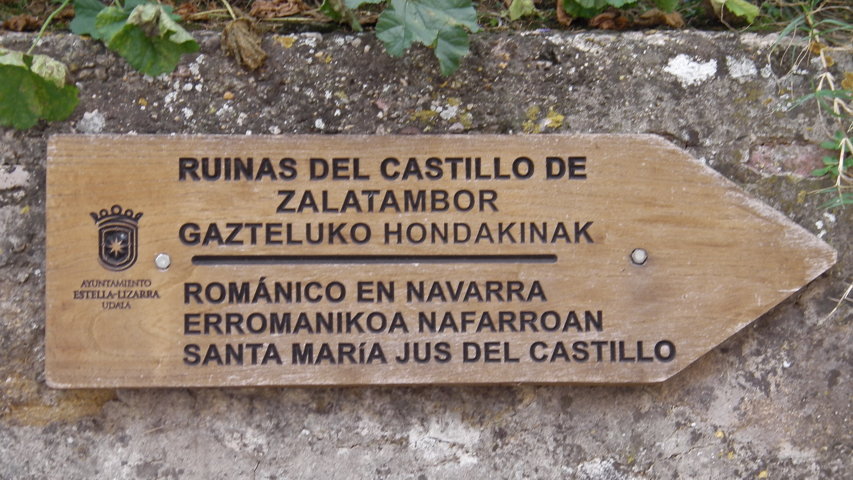 RUINAS DEL CASTILLO DE
ZALATAMBOR
GAZTELUKO HONDAKINAK
AYUNTAMIENTO
ESTELLA-LIZARRA
UDALA
ROMÁNICO EN NAVARRA
ERROMANIKOA NAFARROAN
SANTA MARíA JUS DEL CASTILLO